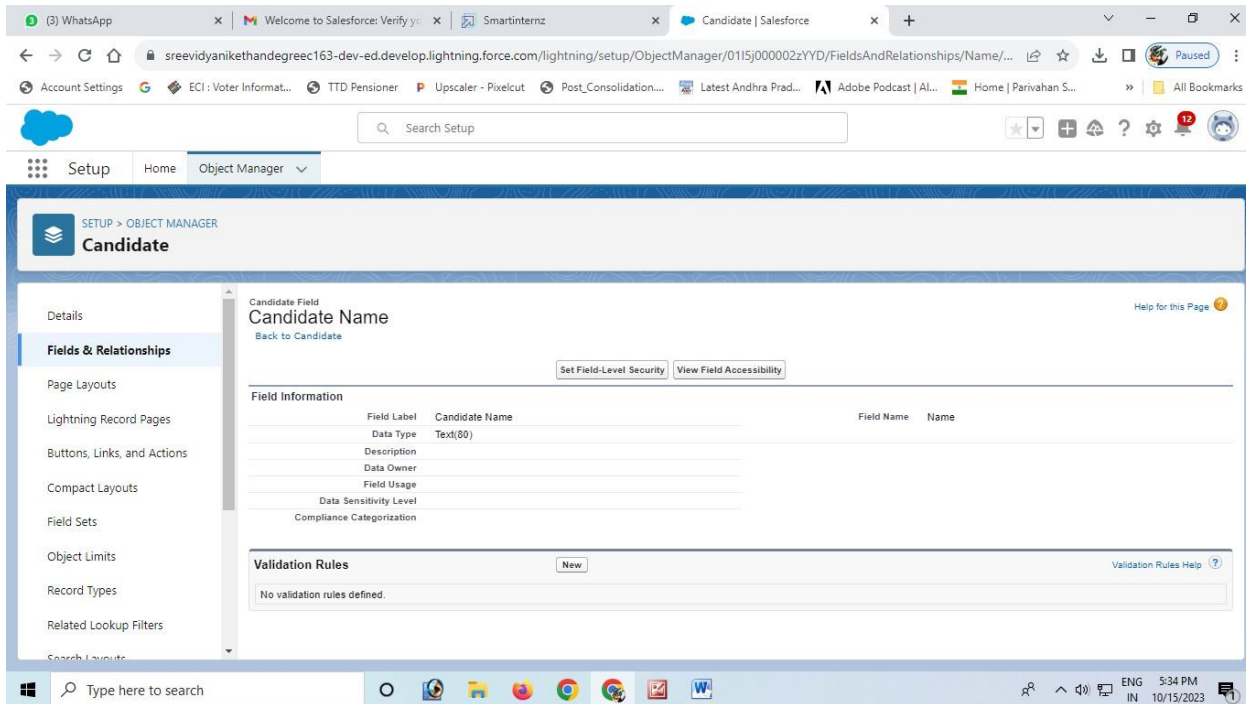 (3) WhatsApp
Welcome to Salesforce: Verify yo
Smartinternz
Candidate | Salesforce
sreevidyanikethandegreec163-dev-ed.develop.lightning.force.com/lightning/setup/ObjectManager/01I5j000002zYYD/FieldsAndRelationships/Name/...
Paused
Account Settings
ECI : Voter Informat...
TTD Pensioner
Upscaler - Pixelcut
Post_Consolidation....
Latest Andhra Prad...
Adobe Podcast | AI...
Home | Parivahan S...
All Bookmarks
Search Setup
12
Setup
Home
Object Manager
SETUP > OBJECT MANAGER
Candidate
Details
Fields & Relationships
Page Layouts
Lightning Record Pages
Buttons, Links, and Actions
Compact Layouts
Field Sets
Object Limits
Record Types
Related Lookup Filters
Search Layouts
Candidate Field
Candidate Name
Back to Candidate
Help for this Page
Set Field-Level Security
View Field Accessibility
Field Information
Field Label Candidate Name
Field Name Name
Data Type Text(80)
Description
Data Owner
Field Usage
Data Sensitivity Level
Compliance Categorization
Validation Rules
New
Validation Rules Help
No validation rules defined.
Type here to search
ENG
IN
5:34 PM
10/15/2023